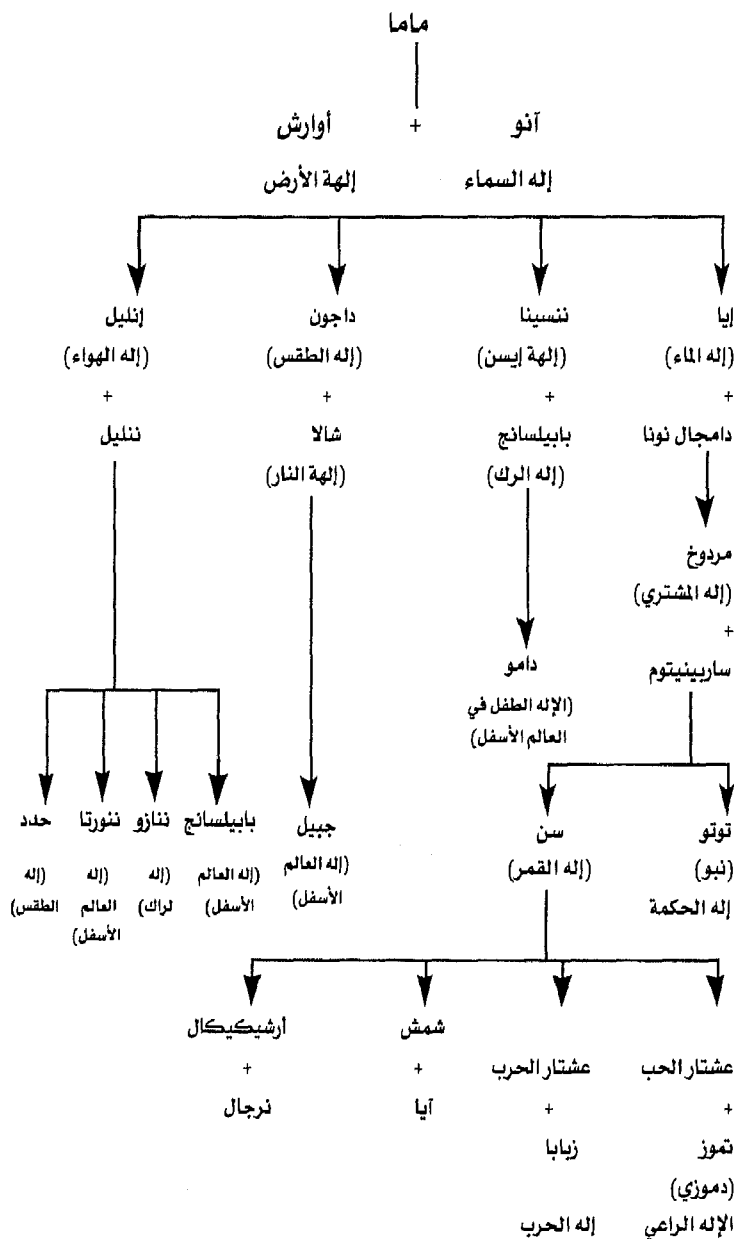 ماما
آنو + أوارش
إله السماء إلهة الأرض
إيا ننسينا داجون إنليل
(إله الماء) (إلهة إيسن) (إله الطقس) (إله الهواء)
+ + + +
دامجال نونا بابيلسانج شالا ننليل
(إله الرك) (إلهة النار)
مردوخ
(إله المشتري)
+
ساربينيتوم
دامو
(الإله الطفل في
العالم الأسفل)
توتو سن جيبيل بابيلسانج ننازو ننورتا حدد
(نبو) (إله القمر) (إله العالم الأسفل) (إله العالم الأسفل) (إله لراك) (إله العالم الأسفل) (إله الطقس)
إله الحكمة
شمش أرشيكيكال
عشتار الحب عشتار الحرب + +
+ + آيا نرجال
تموز زبابا
(دموزي)
الإله الراعي إله الحرب